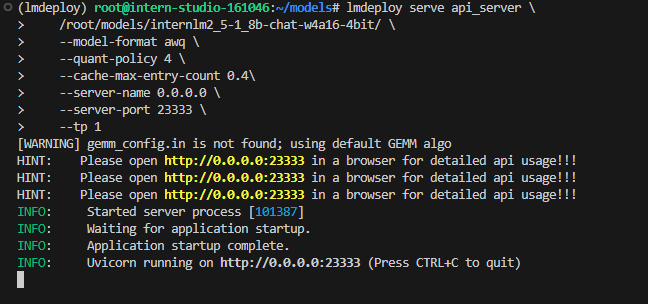 (lmdeploy) root@intern-studio-161046:~/models# lmdeploy serve api_server \
>     /root/models/internlm2_5-1_8b-chat-w4a16-4bit/ \
>     --model-format awq \
>     --quant-policy 4 \
>     --cache-max-entry-count 0.4\
>     --server-name 0.0.0.0 \
>     --server-port 23333 \
>     --tp 1
[WARNING] gemm_config.in is not found; using default GEMM algo
HINT:    Please open http://0.0.0.0:23333 in a browser for detailed api usage!!!
HINT:    Please open http://0.0.0.0:23333 in a browser for detailed api usage!!!
HINT:    Please open http://0.0.0.0:23333 in a browser for detailed api usage!!!
INFO:     Started server process [101387]
INFO:     Waiting for application startup.
INFO:     Application startup complete.
INFO:     Uvicorn running on http://0.0.0.0:23333 (Press CTRL+C to quit)